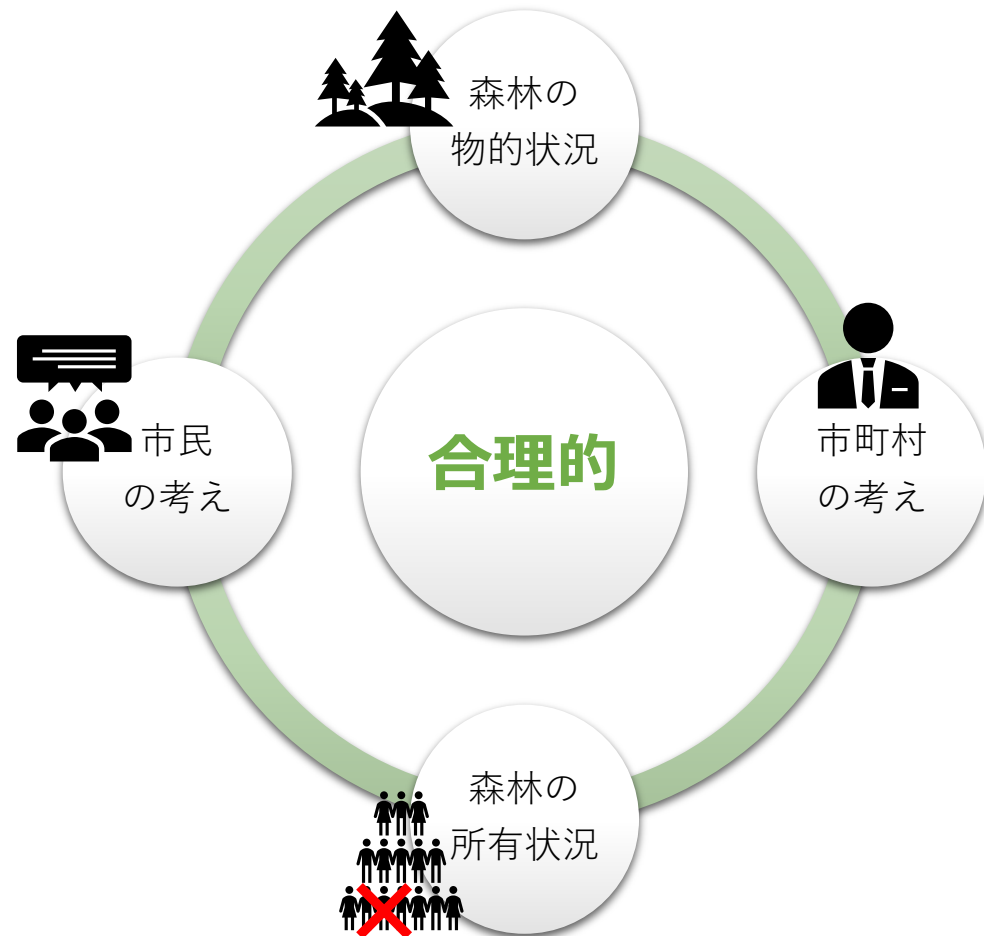 森林の
物的状況
市民
の考え
合理的
市町村
の考え
森林の
所有状況